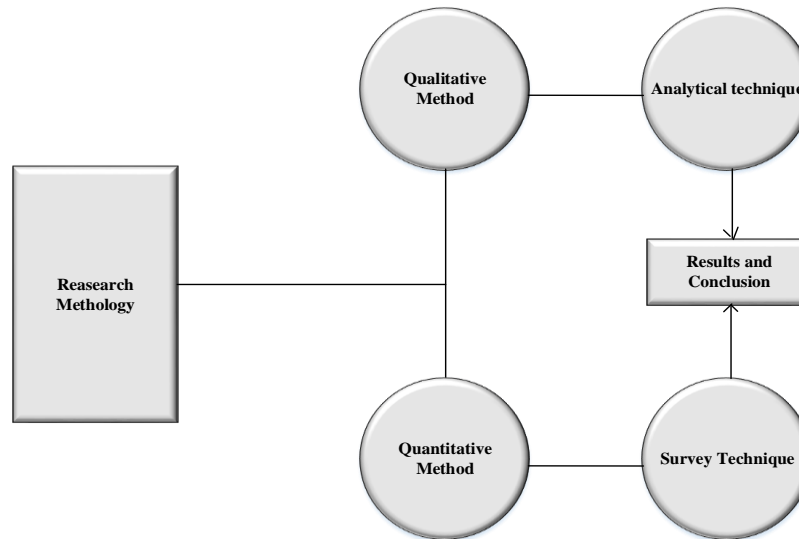 Qualitative
Method
Analytical technique
Reasearch
Methology
Results and
Conclusion
Quantitative
Method
Survey Technique